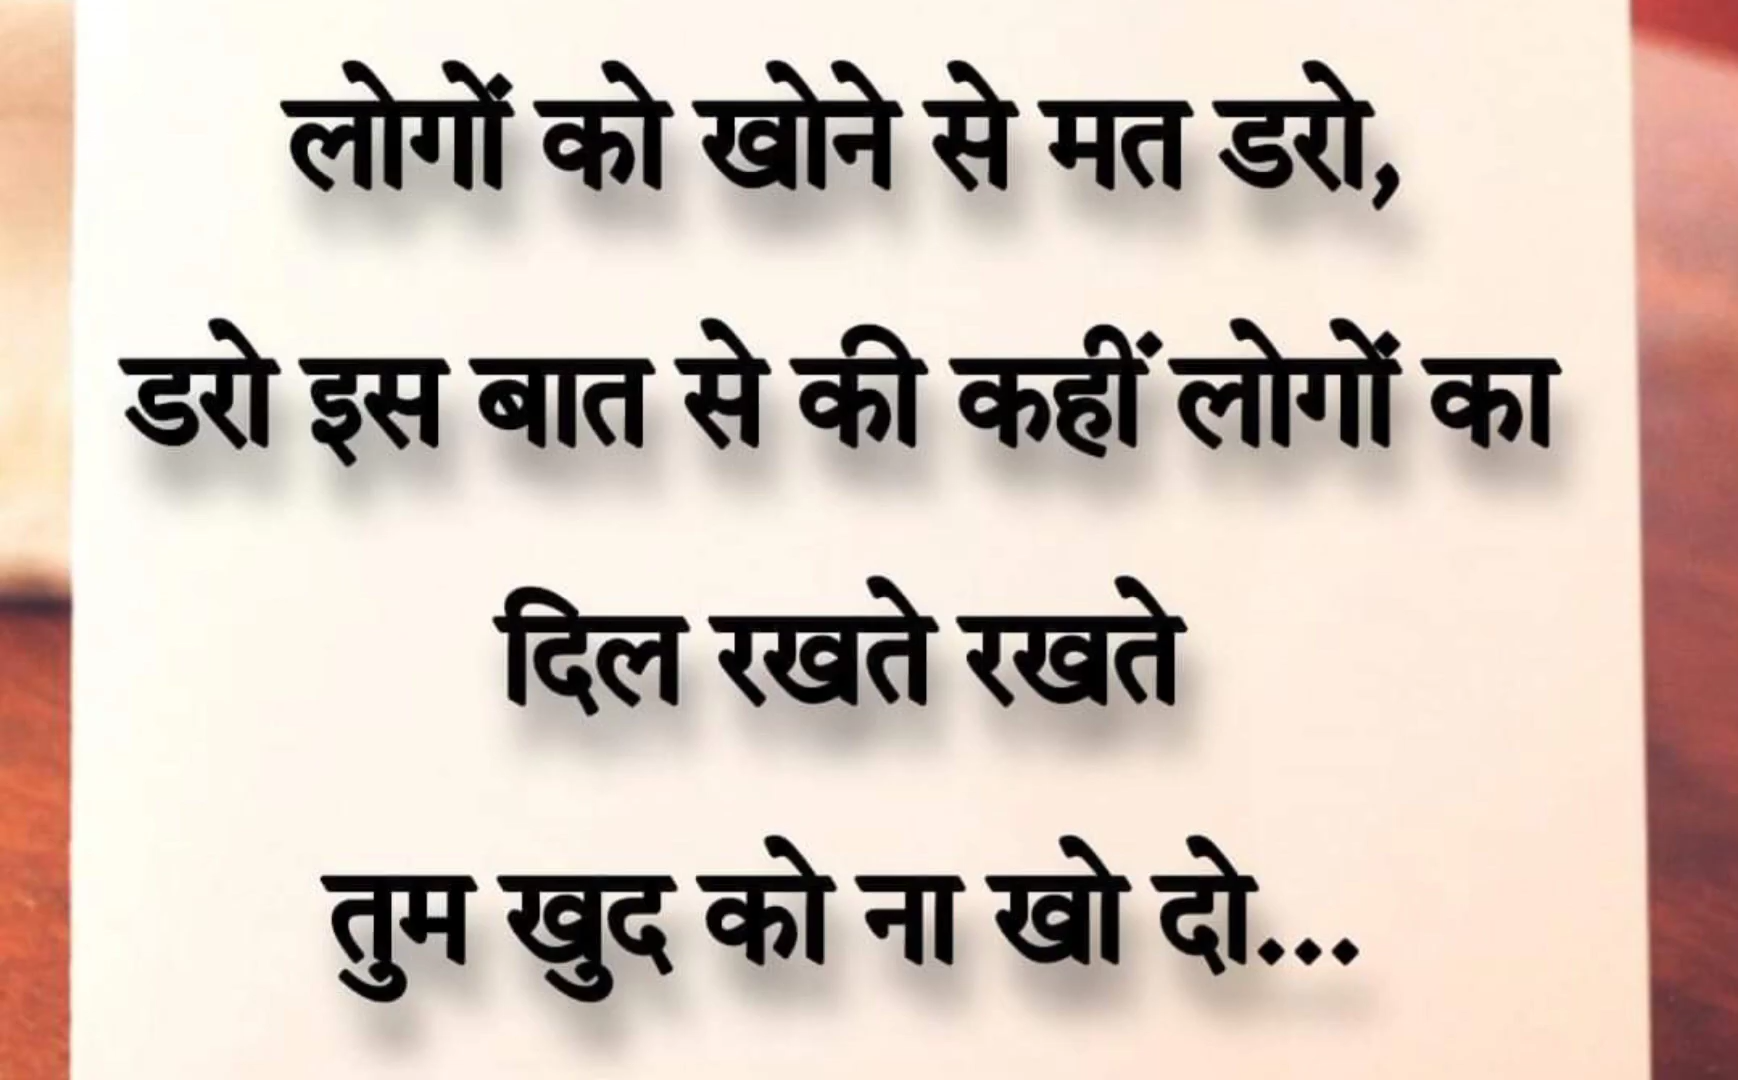 लोगों को खोने से मत डरो,
डरो इस बात से की कहीं लोगों का
दिल रखते रखते
तुम खुद को ना खो दो...